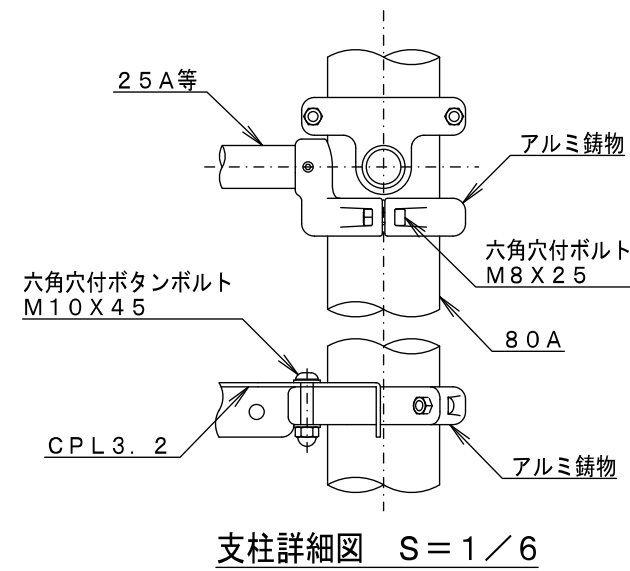 ２５Ａ等
アルミ鋳物
六角穴付ボルト
Ｍ８Ｘ２５
六角穴付ボタンボルト
Ｍ１０Ｘ４５
８０Ａ
ＣＰＬ３．２
アルミ鋳物
支柱詳細図　Ｓ＝１／６